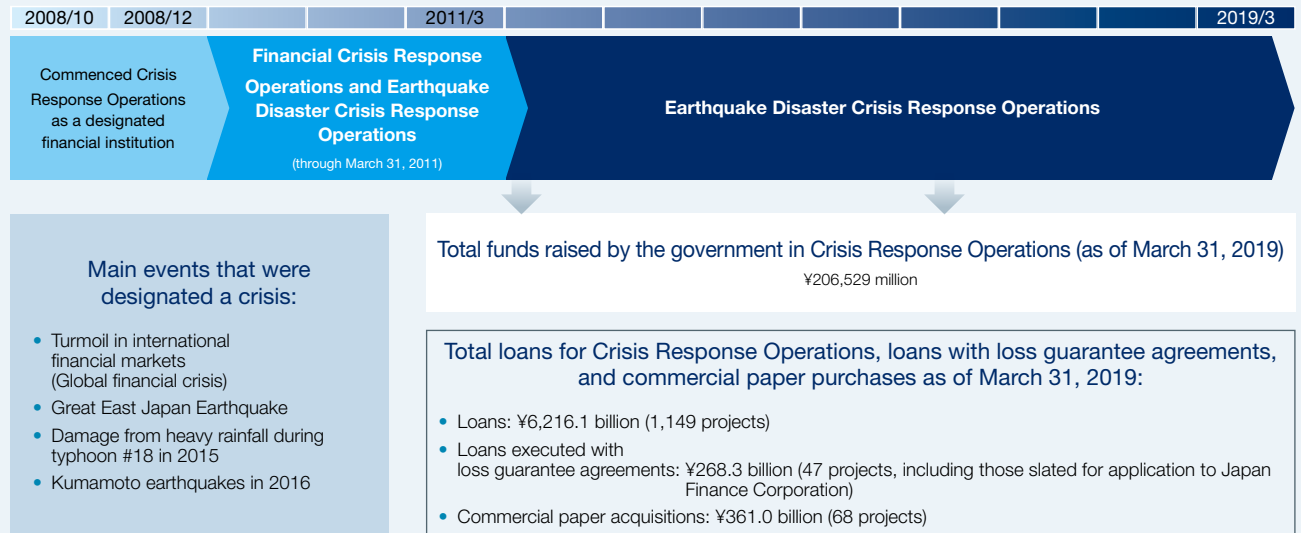 2008/10 2008/12 2011/3 2019/3
Commenced Crisis
Response Operations
as a designated
financial institution
Financial Crisis Response
Operations and Earthquake
Disaster Crisis Response
Operations
(through March 31, 2011)
Earthquake Disaster Crisis Response Operations
Main events that were
designated a crisis:
• Turmoil in international
financial markets
(Global financial crisis)
• Great East Japan Earthquake
• Damage from heavy rainfall during
typhoon #18 in 2015
• Kumamoto earthquakes in 2016
Total funds raised by the government in Crisis Response Operations (as of March 31, 2019)
¥206,529 million
Total loans for Crisis Response Operations, loans with loss guarantee agreements,
and commercial paper purchases as of March 31, 2019:
• Loans: ¥6,216.1 billion (1,149 projects)
• Loans executed with
loss guarantee agreements: ¥268.3 billion (47 projects, including those slated for application to Japan
Finance Corporation)
• Commercial paper acquisitions: ¥361.0 billion (68 projects)